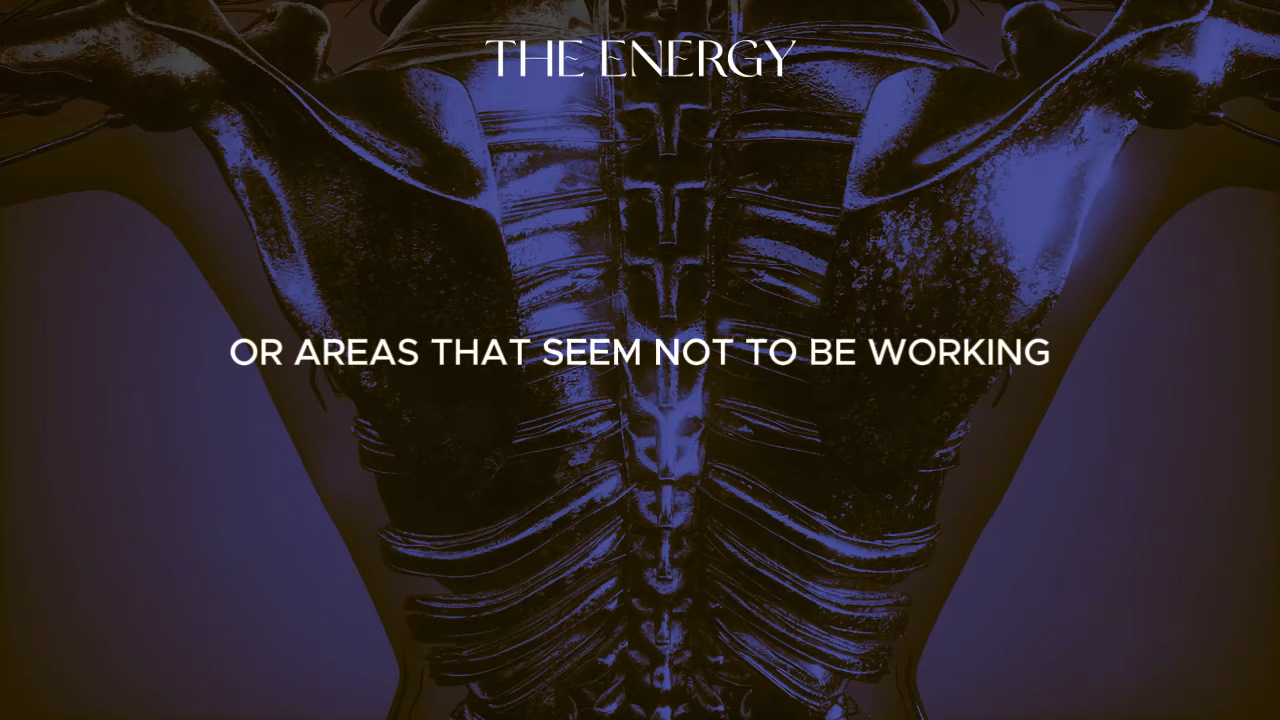 THE ENERGY
OR AREAS THAT SEEM NOT TO BE WORKING